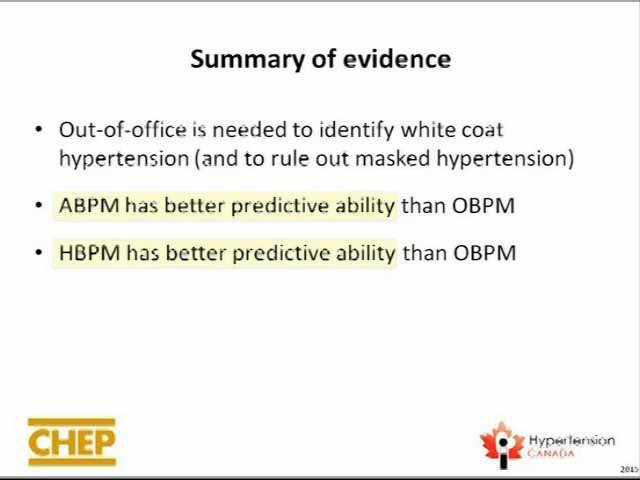 Summary of evidence
• Out-of-office is needed to identify white coat
hypertension (and to rule out masked hypertension)
• ABPM has better predictive ability than OBPM
• HBPM has better predictive ability than OBPM
CHEP
Hypertension
CANADA
2015